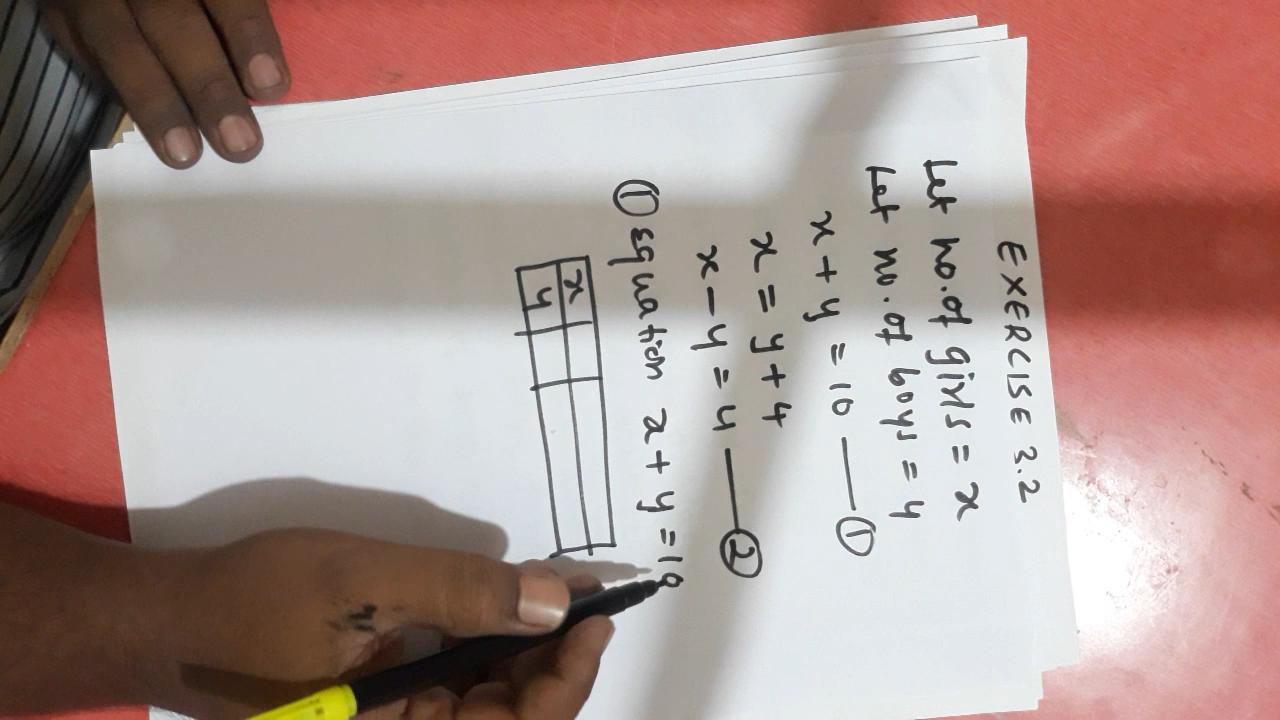 EXERCISE 3.2
Let no. of girls = x
Let no. of boys = y
x + y = 10 —— ①
x = y + 4
x - y = 4 —— ②
① Equation x + y = 10
x
y